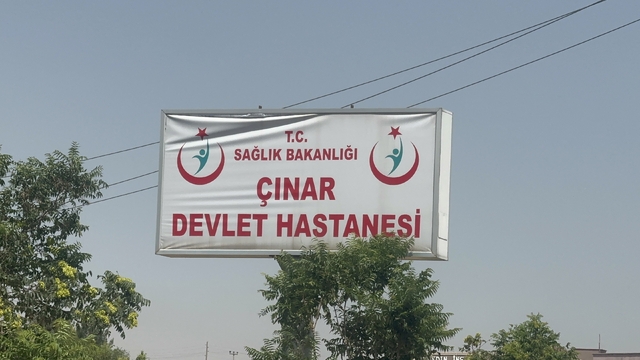 T.C.
SAĞLIK BAKANLIĞI
ÇINAR
DEVLET HASTANESİ